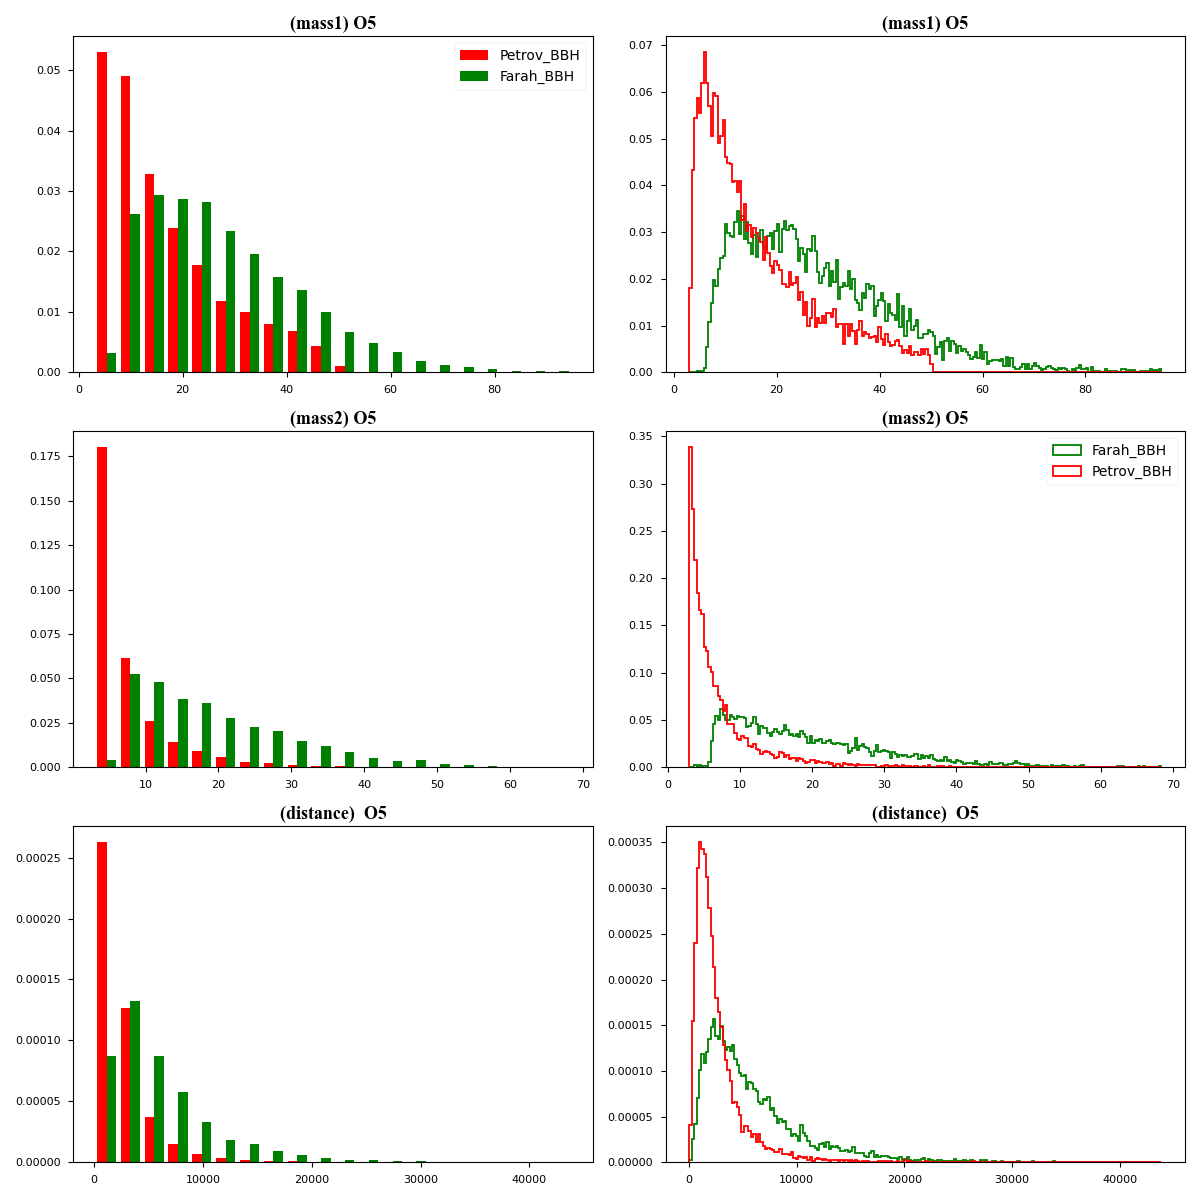 (mass1) O5
Petrov_BBH
Farah_BBH
0.05
0.04
0.03
0.02
0.01
0.00
0 20 40 60 80
(mass1) O5
0.07
0.06
0.05
0.04
0.03
0.02
0.01
0.00
0 20 40 60 80
(mass2) O5
0.175
0.150
0.125
0.100
0.075
0.050
0.025
0.000
10 20 30 40 50 60 70
(mass2) O5
Farah_BBH
Petrov_BBH
0.35
0.30
0.25
0.20
0.15
0.10
0.05
0.00
0 10 20 30 40 50 60 70
(distance)  O5
0.00025
0.00020
0.00015
0.00010
0.00005
0.00000
0 10000 20000 30000 40000
(distance)  O5
0.00035
0.00030
0.00025
0.00020
0.00015
0.00010
0.00005
0.00000
0 10000 20000 30000 40000